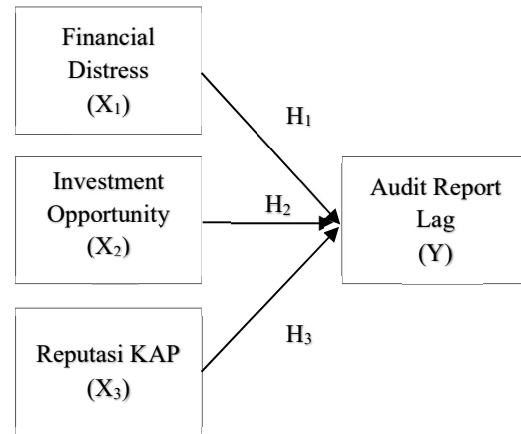 Financial
Distress
(X₁)
H₁
Investment
Opportunity
(X₂)
H₂
Audit Report
Lag
(Y)
Reputasi KAP
(X₃)
H₃